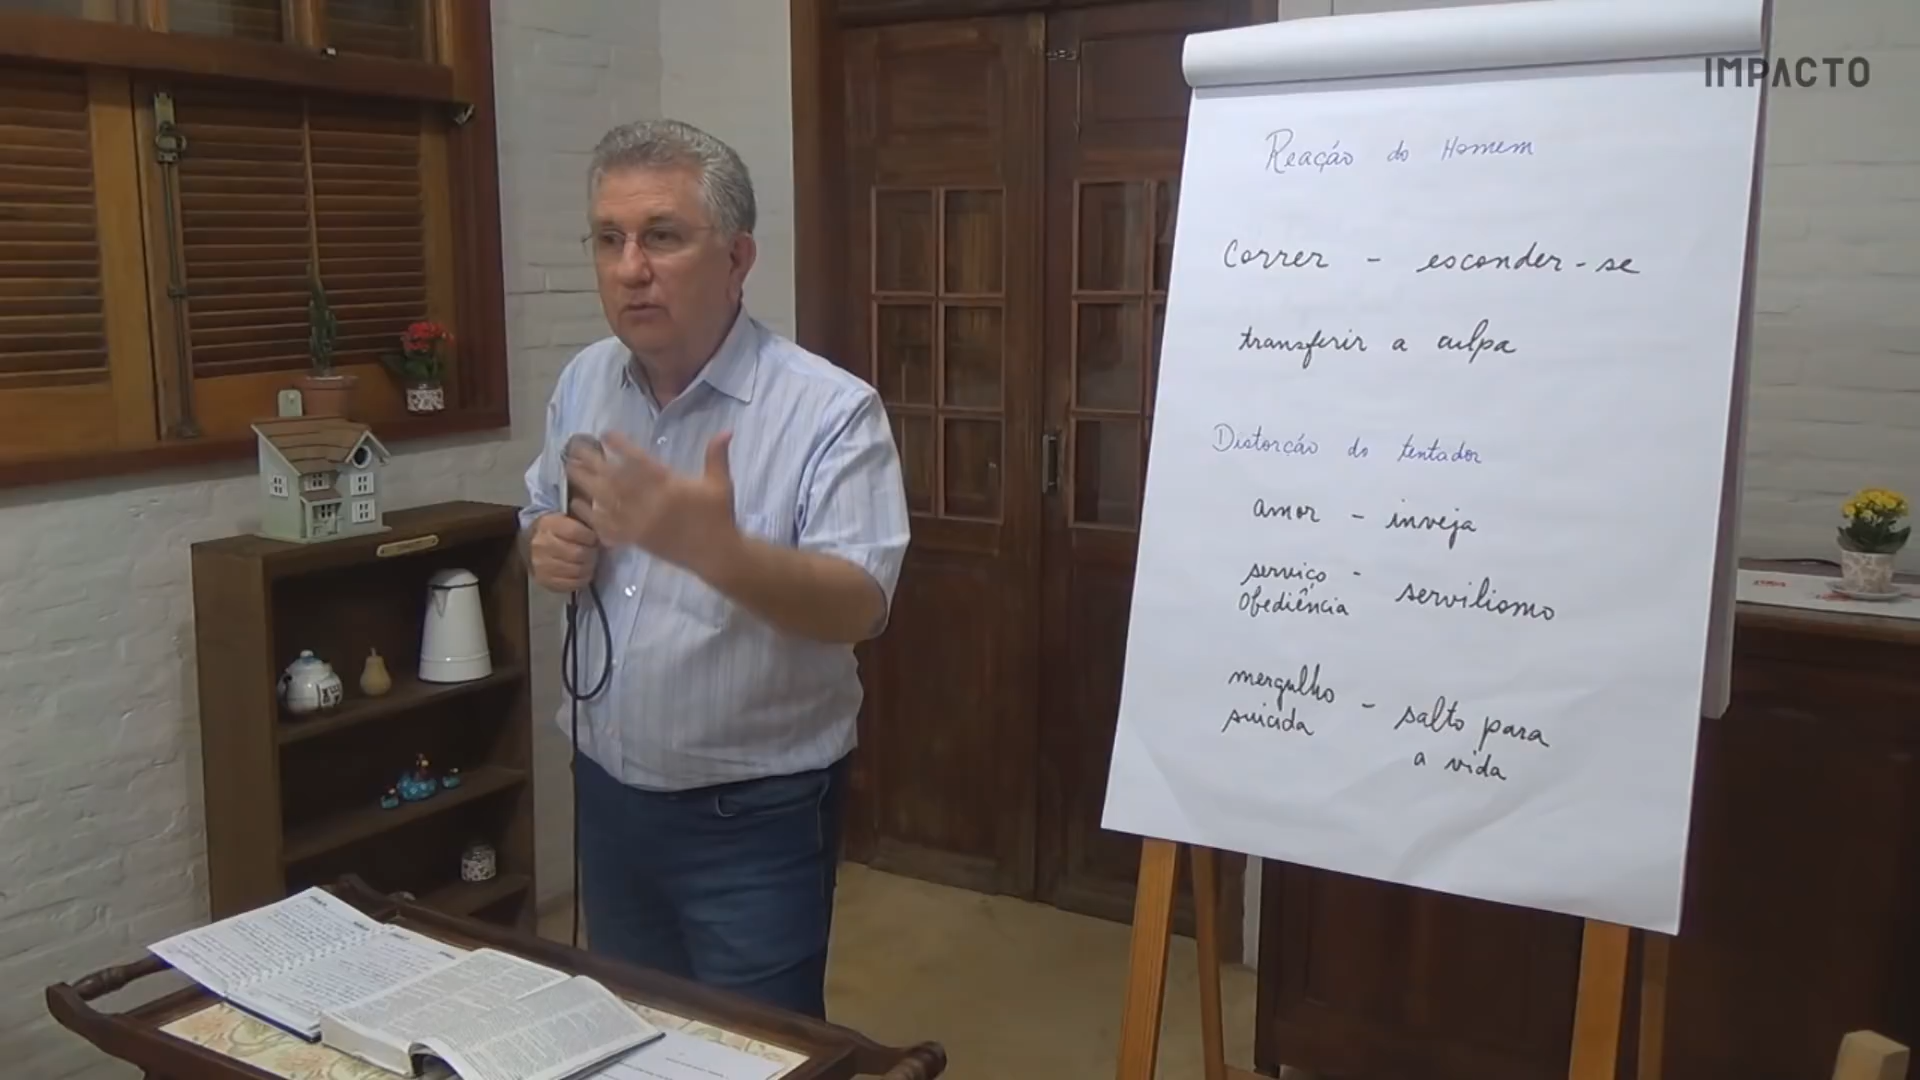 IMPACTO
Reação do Homem
Correr - esconder-se
transferir a culpa
Distorção do tentador
amor - inveja
serviço -
Obediência servilismo
mergulho - salto para
suicida a vida